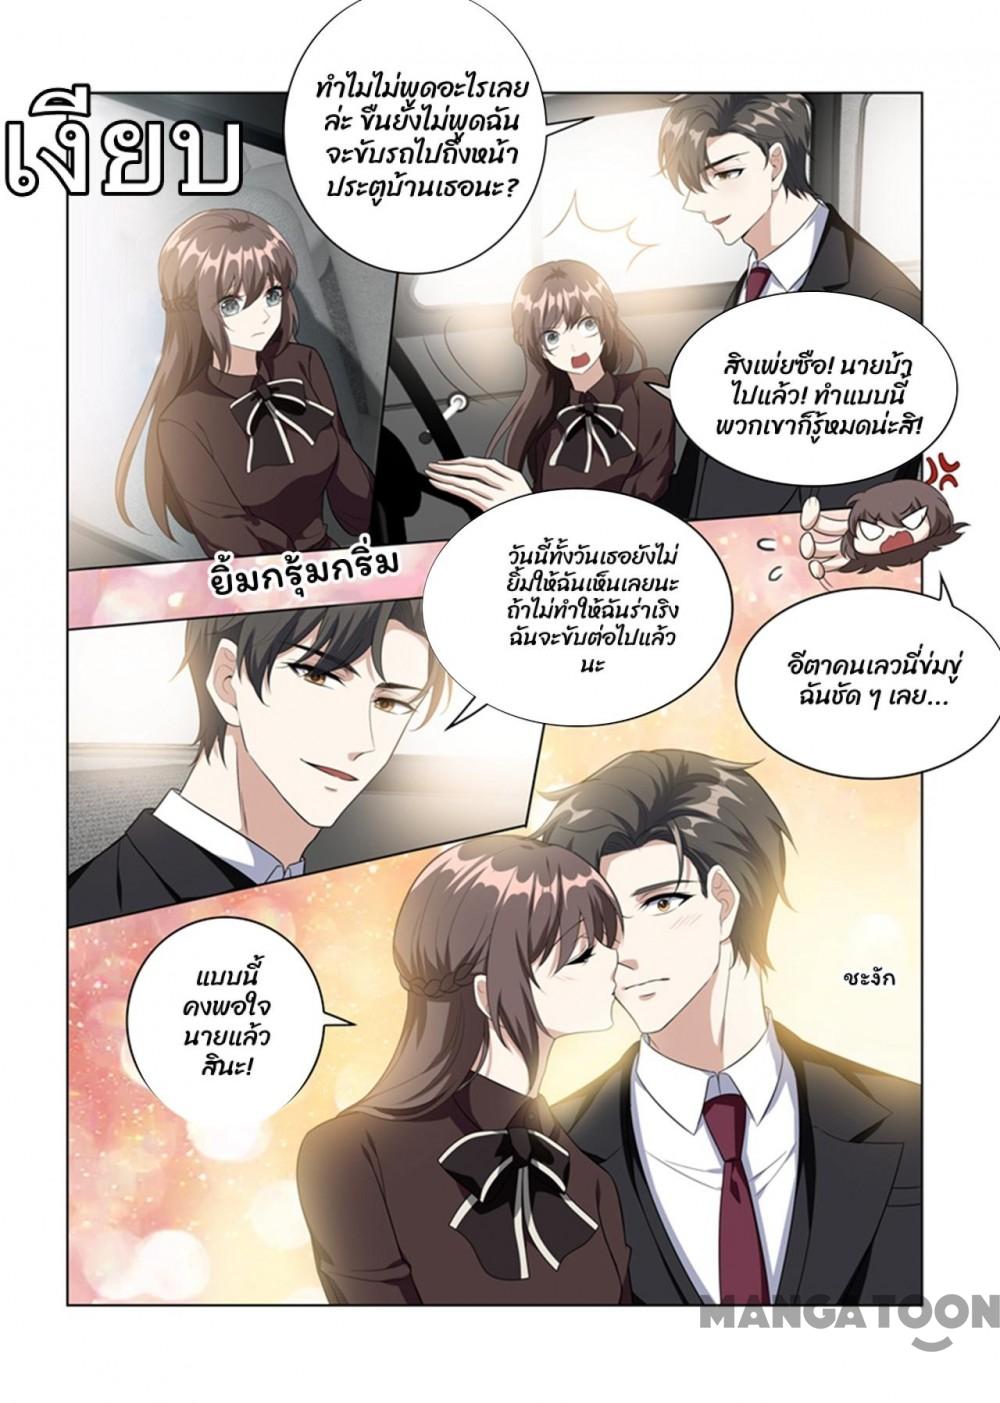 เงียบ
ทำไมไม่พูดอะไรเลย
ล่ะ ขืนยังไม่พูดฉัน
จะขับรถไปถึงหน้า
ประตูบ้านเธอนะ?
สิงเพ่ยซือ! นายบ้า
ไปแล้ว! ทำแบบนี้
พวกเขาก็รู้หมดน่ะสิ!
ยิ้มกรุ้มกริ่ม
วันนี้ทั้งวันเธอยังไม่
ยิ้มให้ฉันเห็นเลยนะ
ถ้าไม่ทำให้ฉันร่าเริง
ฉันจะขับต่อไปแล้ว
นะ
อีตาคนเลวนี่ข่มขู่
ฉันชัด ๆ เลย...
แบบนี้
คงพอใจ
นายแล้ว
สินะ!
ชะงัก
MANGATOON